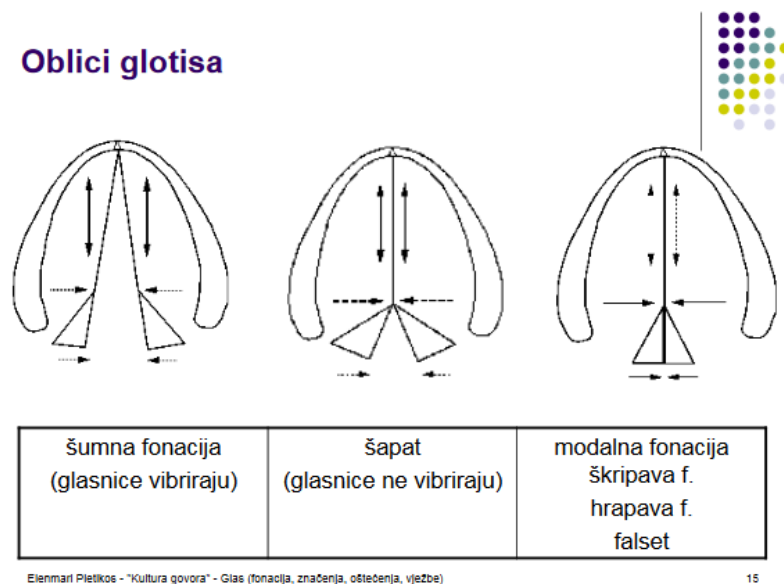 Oblici glotisa
šumna fonacija
(glasnice vibriraju)
šapat
(glasnice ne vibriraju)
modalna fonacija
škripava f.
hrapava f.
falset
Elenmari Pletikos - "Kultura govora" - Glas (fonacija, značenja, oštećenja, vježbe)
15